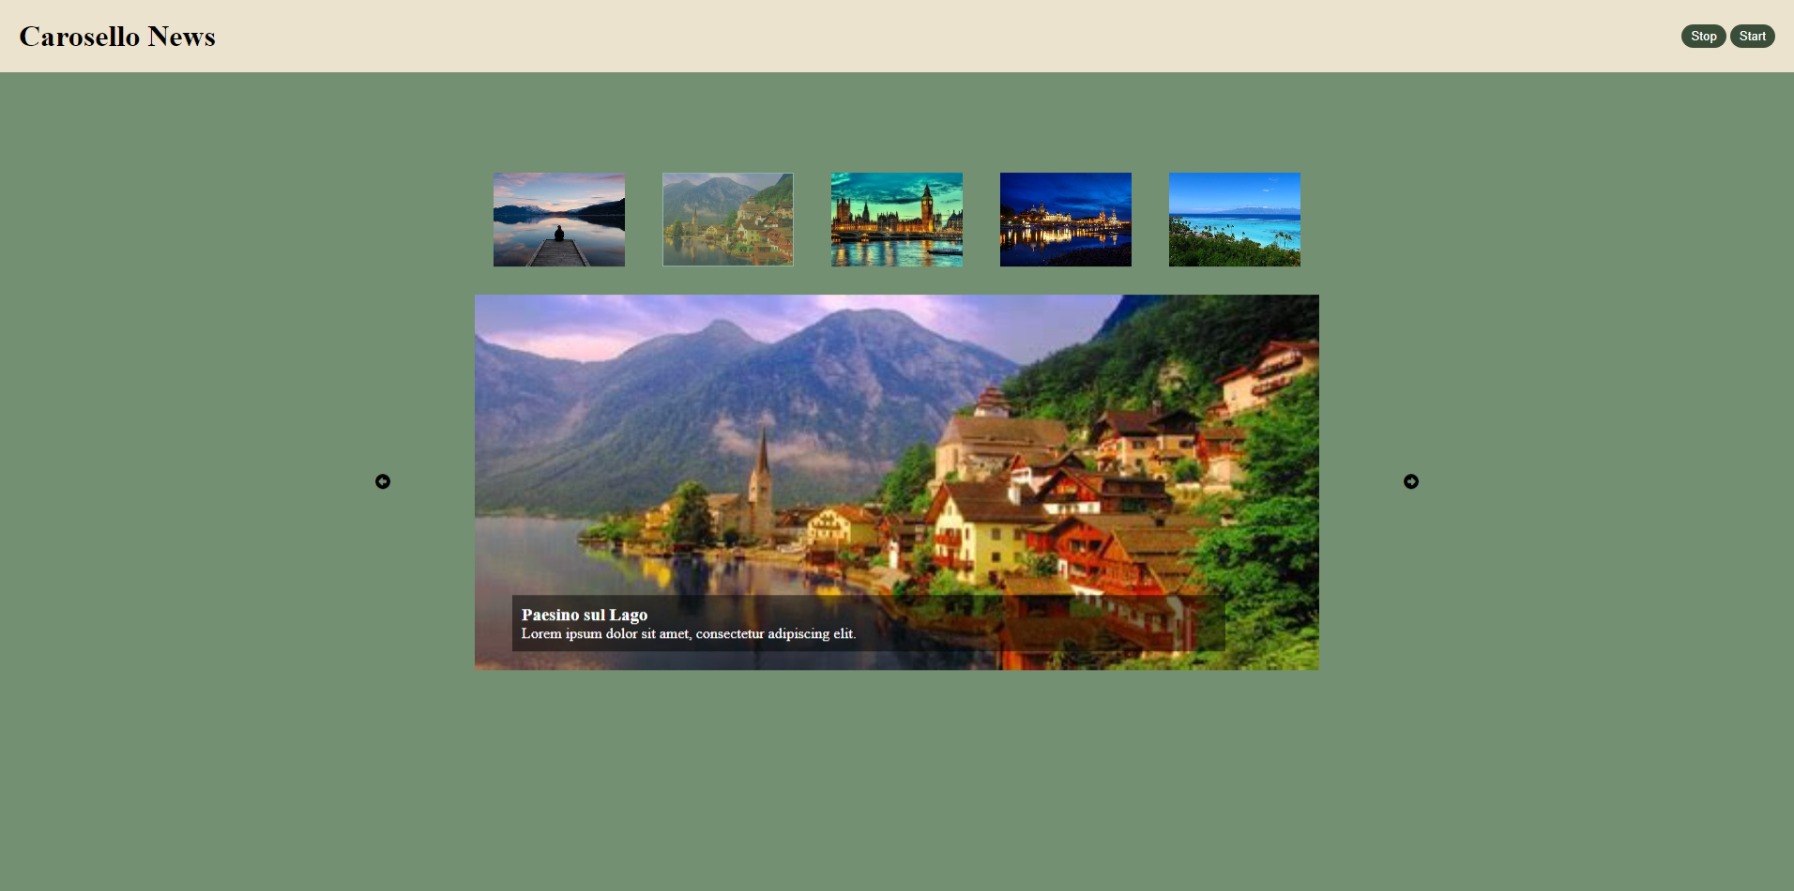 Carosello News
Stop Start
Paesino sul Lago
Lorem ipsum dolor sit amet, consectetur adipiscing elit.